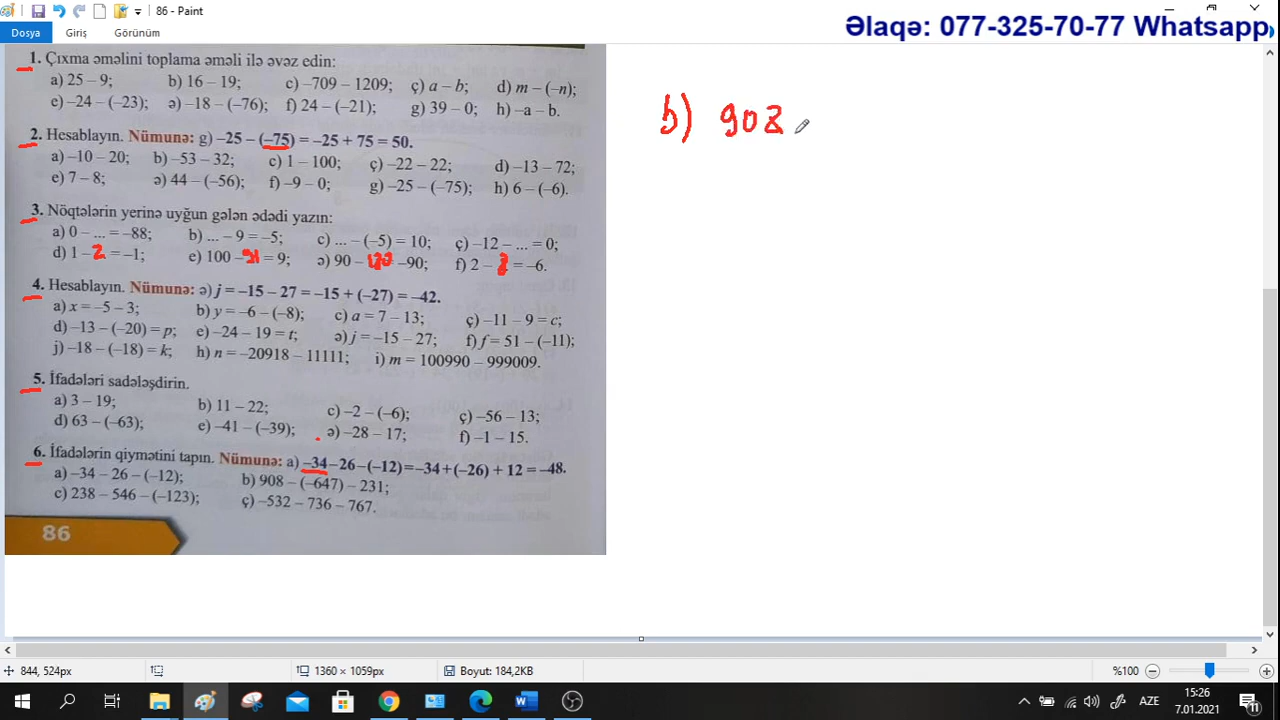 86 - Paint
Əlaqə: 077-325-70-77 Whatsapp
Dosya Giriş Görünüm
1. Çıxma əməlini toplama əməli ilə əvəz edin:
a) 25 – 9; b) 16 – 19; c) –709 – 1209; ç) a – b; d) m – (–n);
e) –24 – (–23); ə) –18 – (–76); f) 24 – (–21); g) 39 – 0; h) –a – b.
2. Hesablayın. Nümunə: g) –25 – (–75) = –25 + 75 = 50.
a) –10 – 20; b) –53 – 32; c) 1 – 100; ç) –22 – 22; d) –13 – 72;
e) 7 – 8; ə) 44 – (–56); f) –9 – 0; g) –25 – (–75); h) 6 – (–6).
3. Nöqtələrin yerinə uyğun gələn ədədi yazın:
a) 0 – ... = –88; b) ... – 9 = –5; c) ... – (–5) = 10; ç) –12 – ... = 0;
d) 1 – 2 = –1; e) 100 – 91 = 9; ə) 90 – 180 = –90; f) 2 – = –6.
4. Hesablayın. Nümunə: ə) j = –15 – 27 = –15 + (–27) = –42.
a) x = –5 – 3; b) y = –6 – (–8); c) a = 7 – 13; ç) –11 – 9 = c;
d) –13 – (–20) = p; e) –24 – 19 = t; ə) j = –15 – 27; f) f = 51 – (–11);
j) –18 – (–18) = k; h) n = –20918 – 11111; i) m = 100990 – 999009.
5. İfadələri sadələşdirin.
a) 3 – 19; b) 11 – 22; c) –2 – (–6); ç) –56 – 13;
d) 63 – (–63); e) –41 – (–39); ə) –28 – 17; f) –1 – 15.
6. İfadələrin qiymətini tapın. Nümunə: a) –34 – 26 – (–12) = –34 + (–26) + 12 = –48.
a) –34 – 26 – (–12); b) 908 – (–647) – 231;
c) 238 – 546 – (–123); ç) –532 – 736 – 767.
86
b) 908
844, 524px 1360 × 1059px Boyut: 184,2KB %100
AZE 15:26
7.01.2021 11